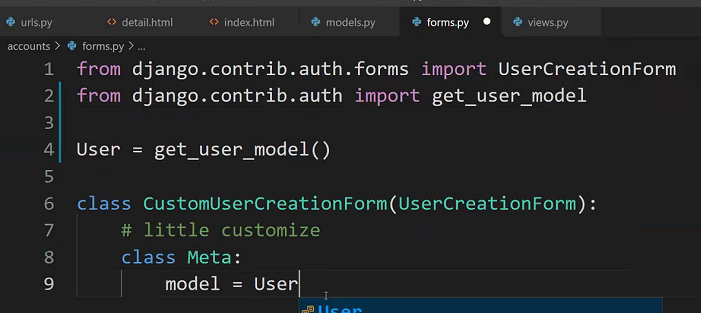 urls.py detail.html index.html models.py forms.py views.py
accounts > forms.py > ...
1 from django.contrib.auth.forms import UserCreationForm
2 from django.contrib.auth import get_user_model
3
4 User = get_user_model()
5
6 class CustomUserCreationForm(UserCreationForm):
7     # little customize
8     class Meta:
9         model = User
User